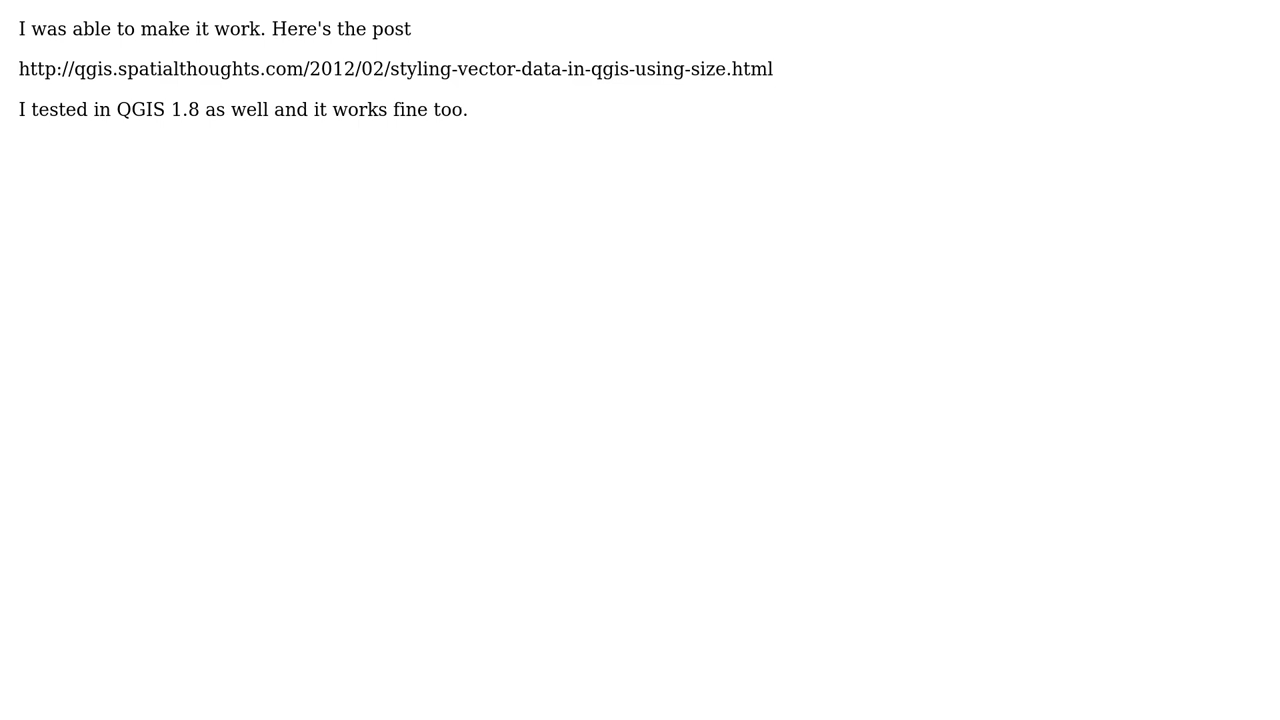 I was able to make it work. Here's the post
http://qgis.spatialthoughts.com/2012/02/styling-vector-data-in-qgis-using-size.html
I tested in QGIS 1.8 as well and it works fine too.